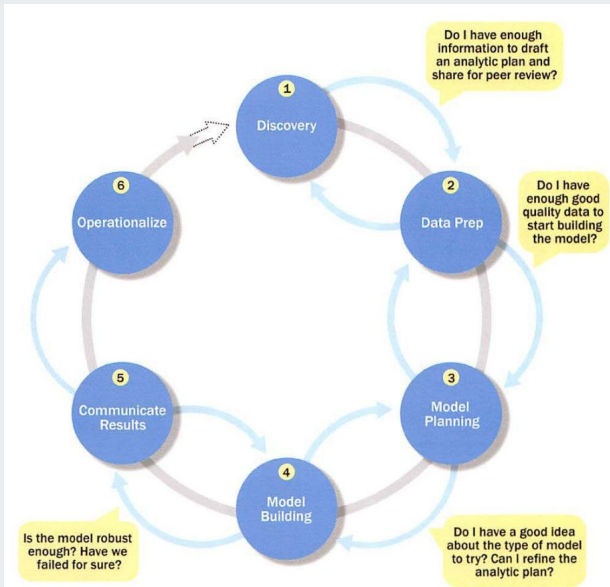 Do I have enough
information to draft
an analytic plan and
share for peer review?
1
Discovery
2
Data Prep
Do I have
enough good
quality data to
start building
the model?
3
Model
Planning
Do I have a good idea
about the type of model
to try? Can I refine the
analytic plan?
4
Model
Building
Is the model robust
enough? Have we
failed for sure?
5
Communicate
Results
6
Operationalize